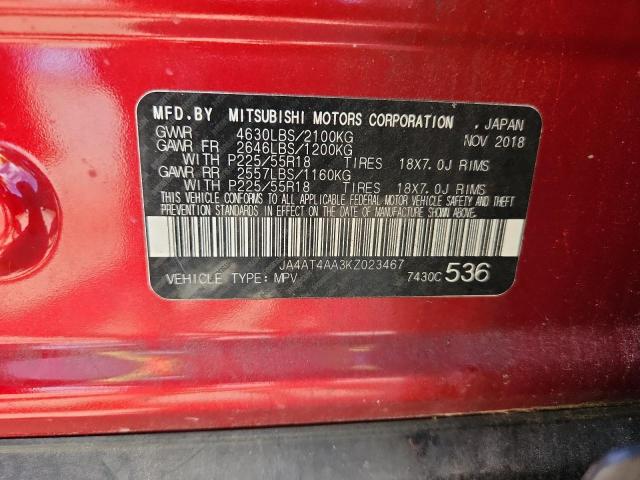 MFD.BY MITSUBISHI MOTORS CORPORATION , JAPAN
GVWR 4630LBS/2100KG NOV 2018
GAWR FR 2646LBS/1200KG
WITH P225/55R18 TIRES 18X7.0J RIMS
GAWR RR 2557LBS/1160KG
WITH P225/55R18 TIRES 18X7.0J RIMS
THIS VEHICLE CONFORMS TO ALL APPLICABLE FEDERAL MOTOR VEHICLE SAFETY AND THEFT
PREVENTION STANDARDS IN EFFECT ON THE DATE OF MANUFACTURE SHOWN ABOVE.
JA4AT4AA3KZ023467
VEHICLE TYPE: MPV 7430C 536